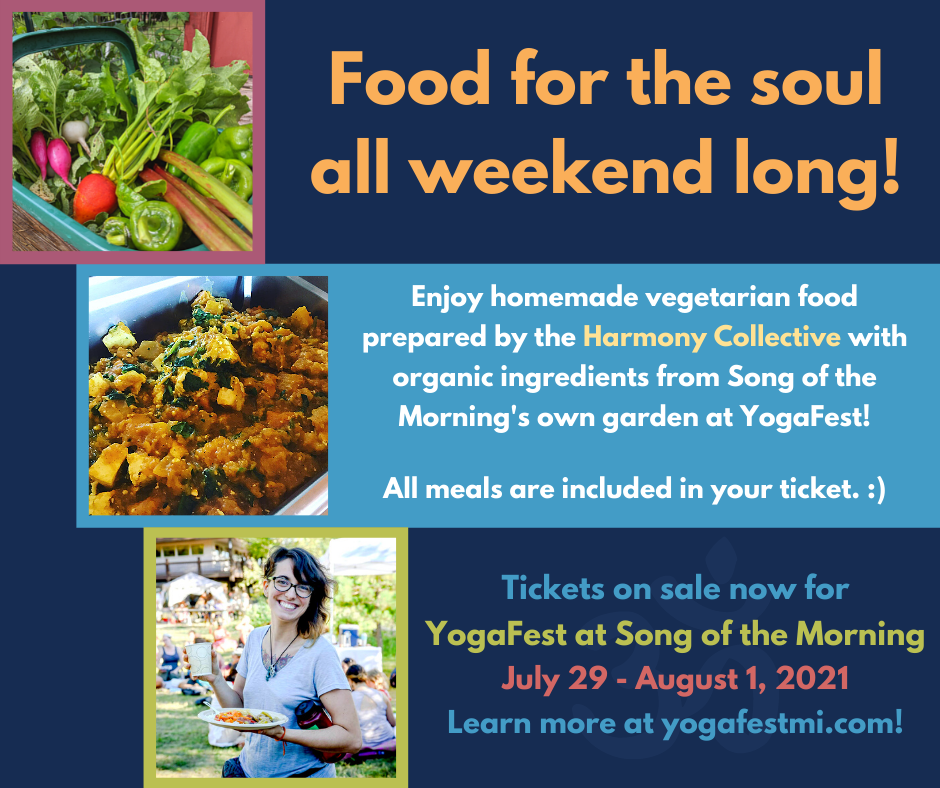 Food for the soul
all weekend long!
Enjoy homemade vegetarian food
prepared by the Harmony Collective with
organic ingredients from Song of the
Morning's own garden at YogaFest!
All meals are included in your ticket. :)
Tickets on sale now for
YogaFest at Song of the Morning
July 29 - August 1, 2021
Learn more at yogafestmi.com!